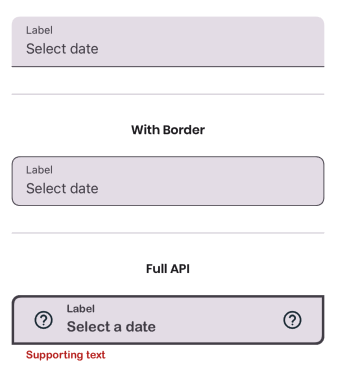 Label
Select date
With Border
Label
Select date
Full API
Label
Select a date
Supporting text